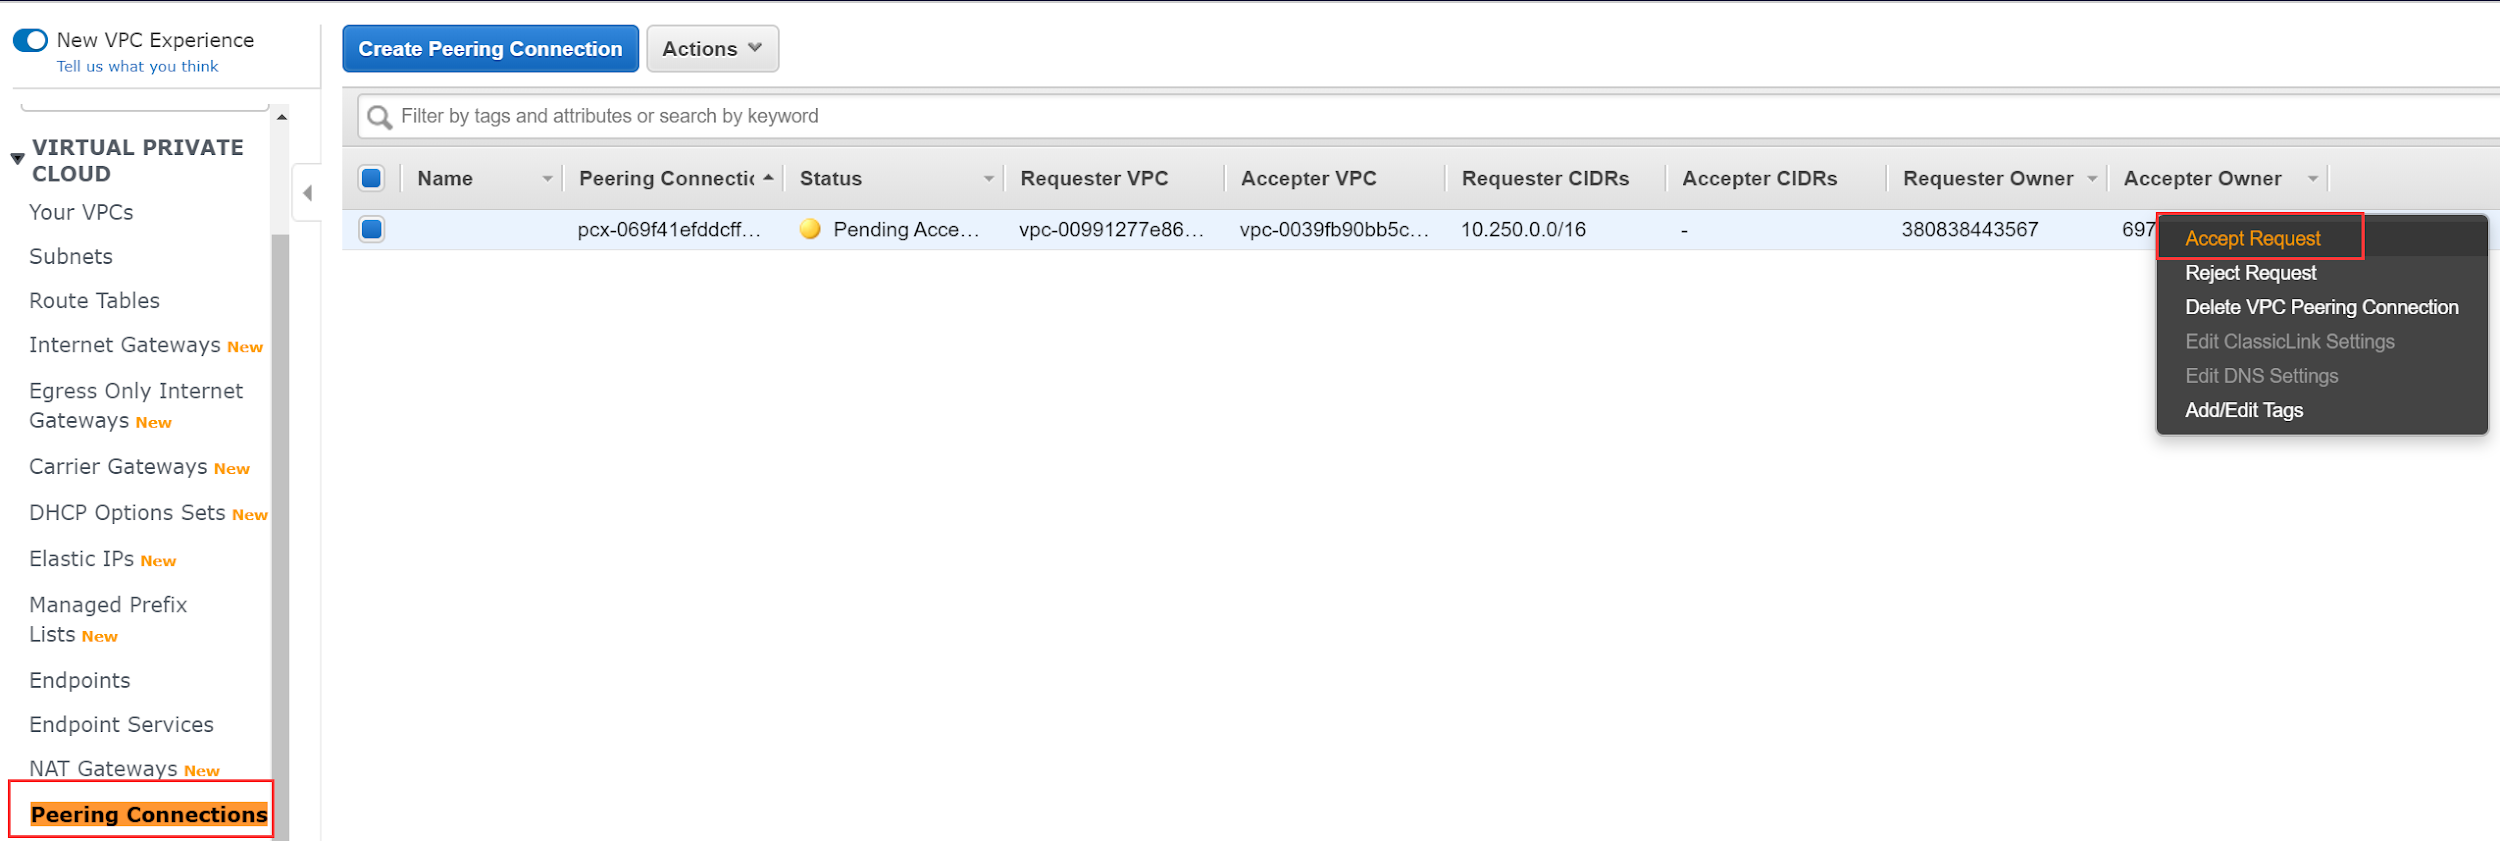 New VPC Experience
Tell us what you think
VIRTUAL PRIVATE
CLOUD
Your VPCs
Subnets
Route Tables
Internet Gateways New
Egress Only Internet
Gateways New
Carrier Gateways New
DHCP Options Sets New
Elastic IPs New
Managed Prefix
Lists New
Endpoints
Endpoint Services
NAT Gateways New
Peering Connections
Create Peering Connection Actions
Filter by tags and attributes or search by keyword
Name Peering Connectic Status Requester VPC Accepter VPC Requester CIDRs Accepter CIDRs Requester Owner Accepter Owner
pcx-069f41efddcff... Pending Acce... vpc-00991277e86... vpc-0039fb90bb5c... 10.250.0.0/16 - 380838443567 697
Accept Request
Reject Request
Delete VPC Peering Connection
Edit ClassicLink Settings
Edit DNS Settings
Add/Edit Tags